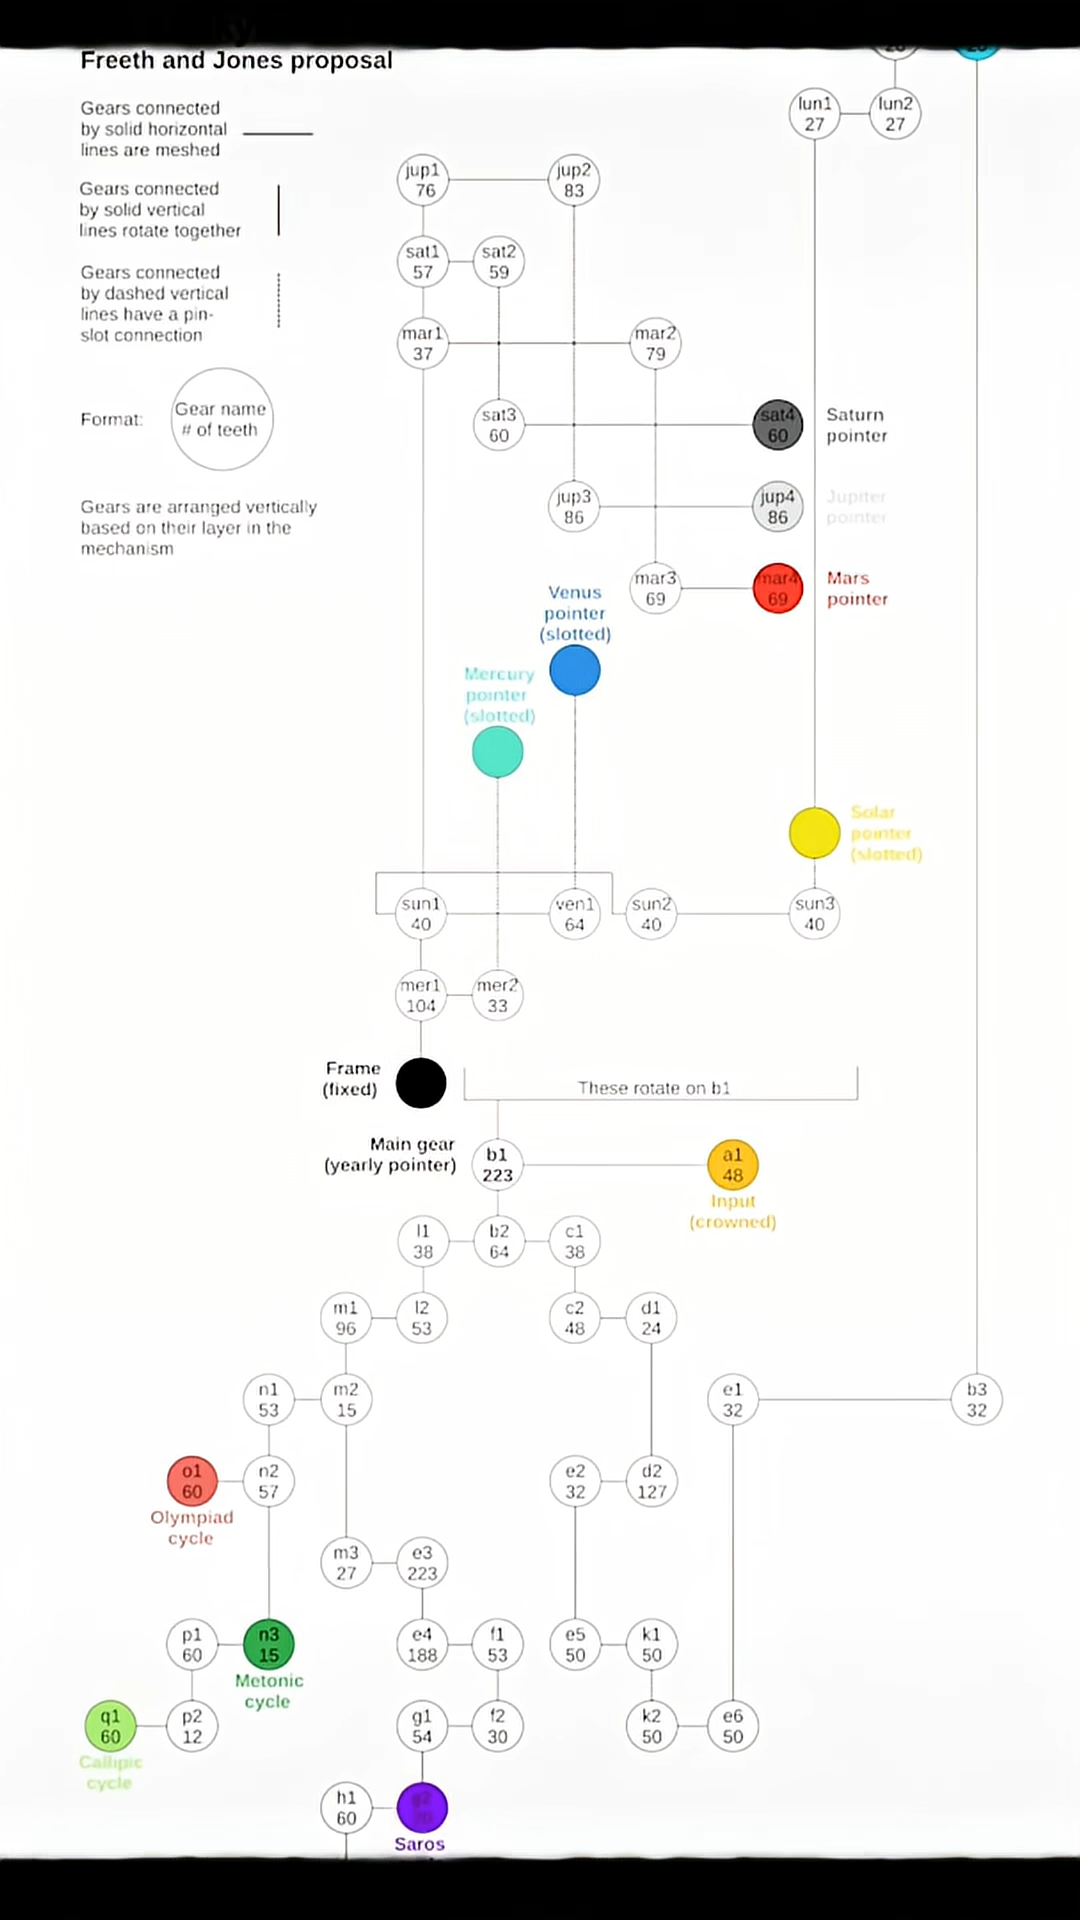 Freeth and Jones proposal
Gears connected
by solid horizontal
lines are meshed
Gears connected
by solid vertical
lines rotate together
Gears connected
by dashed vertical
lines have a pin-
slot connection
Format:
Gear name
# of teeth
Gears are arranged vertically
based on their layer in the
mechanism
lun1
27
lun2
27
jup1
76
jup2
83
sat1
57
sat2
59
mar1
37
mar2
79
sat3
60
sat4
60
Saturn
pointer
jup3
86
jup4
86
Jupiter
pointer
mar3
69
mar4
69
Mars
pointer
Venus
pointer
(slotted)
Mercury
pointer
(slotted)
Solar
pointer
(slotted)
sun1
40
ven1
64
sun2
40
sun3
40
mer1
104
mer2
33
Frame
(fixed)
These rotate on b1
Main gear
(yearly pointer)
b1
223
a1
48
Input
(crowned)
l1
38
b2
64
c1
38
m1
96
l2
53
c2
48
d1
24
n1
53
m2
15
e1
32
b3
32
o1
60
Olympiad
cycle
n2
57
e2
32
d2
127
m3
27
e3
223
p1
60
n3
15
Metonic
cycle
e4
188
f1
53
e5
50
k1
50
q1
60
Callipic
cycle
p2
12
g1
54
f2
30
k2
50
e6
50
h1
60
g2
Saros